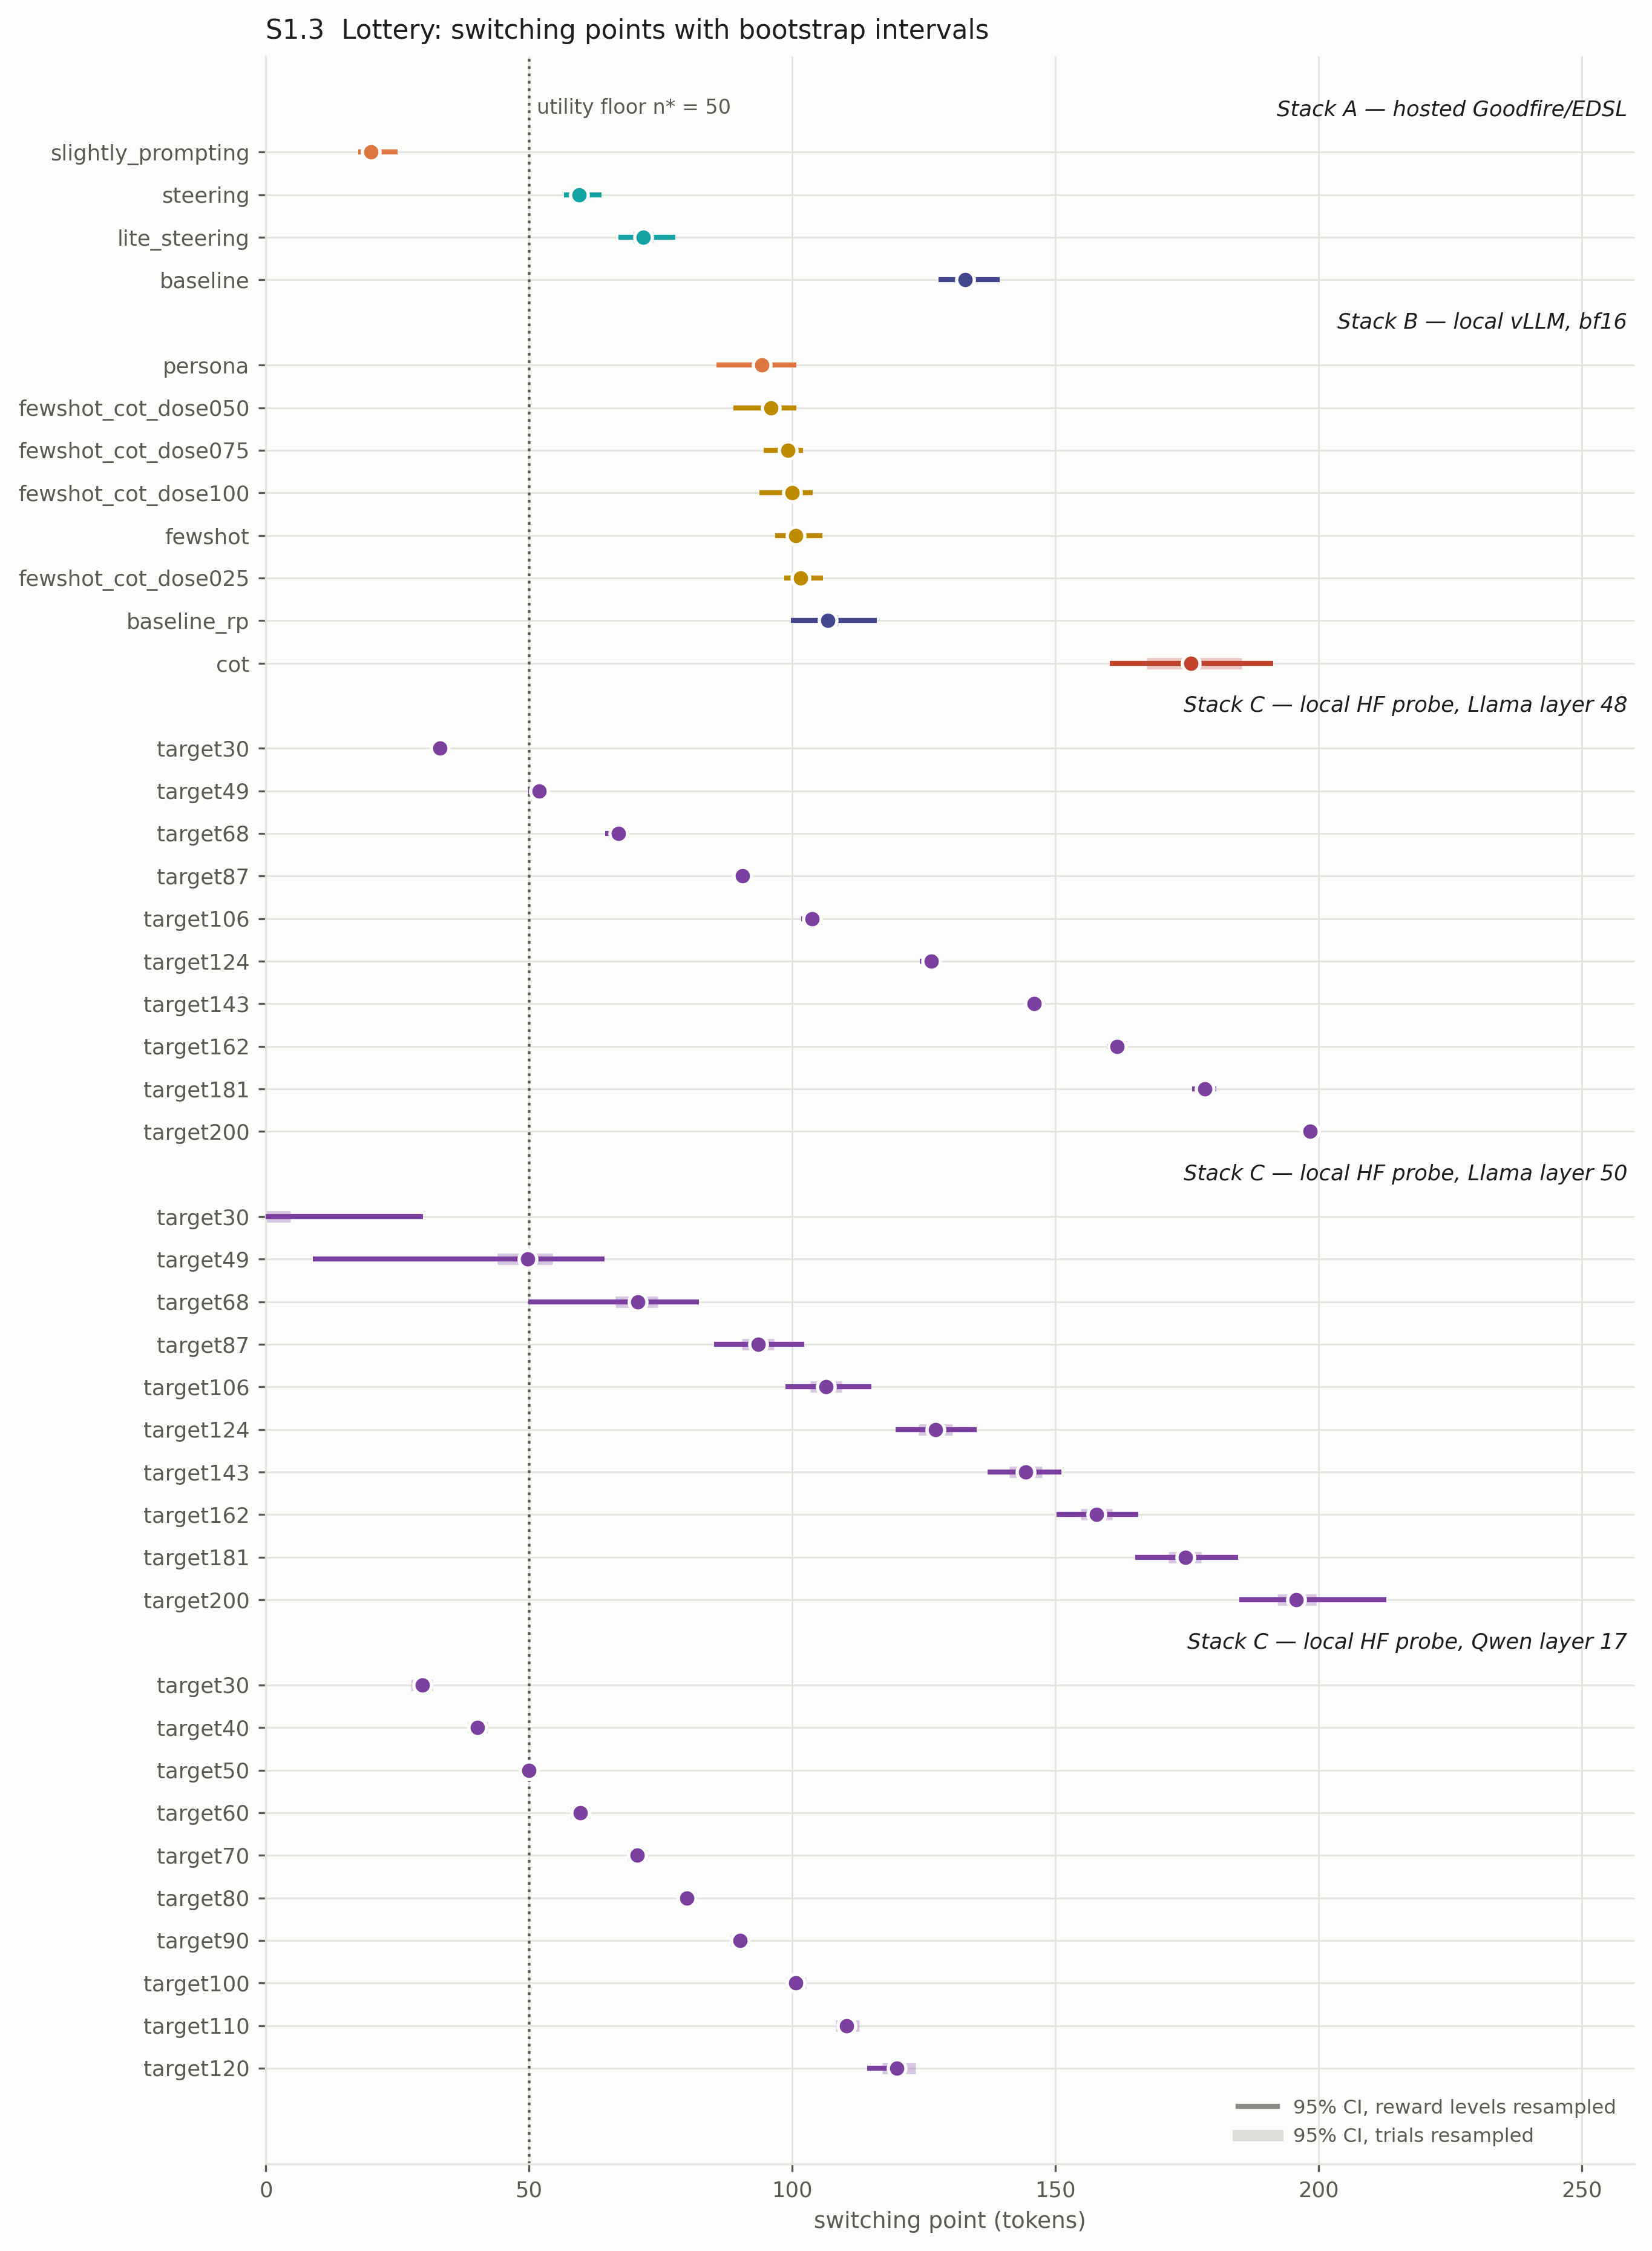 S1.3  Lottery: switching points with bootstrap intervals
utility floor n* = 50
Stack A — hosted Goodfire/EDSL
slightly_prompting
steering
lite_steering
baseline
Stack B — local vLLM, bf16
persona
fewshot_cot_dose050
fewshot_cot_dose075
fewshot_cot_dose100
fewshot
fewshot_cot_dose025
baseline_rp
cot
Stack C — local HF probe, Llama layer 48
target30
target49
target68
target87
target106
target124
target143
target162
target181
target200
Stack C — local HF probe, Llama layer 50
target30
target49
target68
target87
target106
target124
target143
target162
target181
target200
Stack C — local HF probe, Qwen layer 17
target30
target40
target50
target60
target70
target80
target90
target100
target110
target120
95% CI, reward levels resampled
95% CI, trials resampled
0 50 100 150 200 250
switching point (tokens)